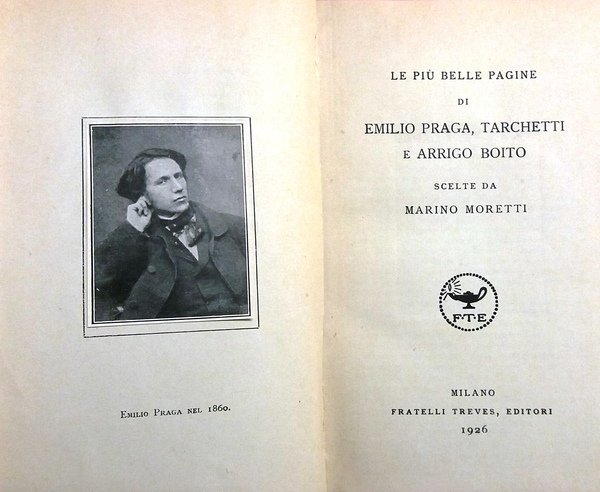 EMILIO PRAGA NEL 1860.
LE PIÙ BELLE PAGINE
DI
EMILIO PRAGA, TARCHETTI
E ARRIGO BOITO
SCELTE DA
MARINO MORETTI
F·T·E
MILANO
FRATELLI TREVES, EDITORI
1926